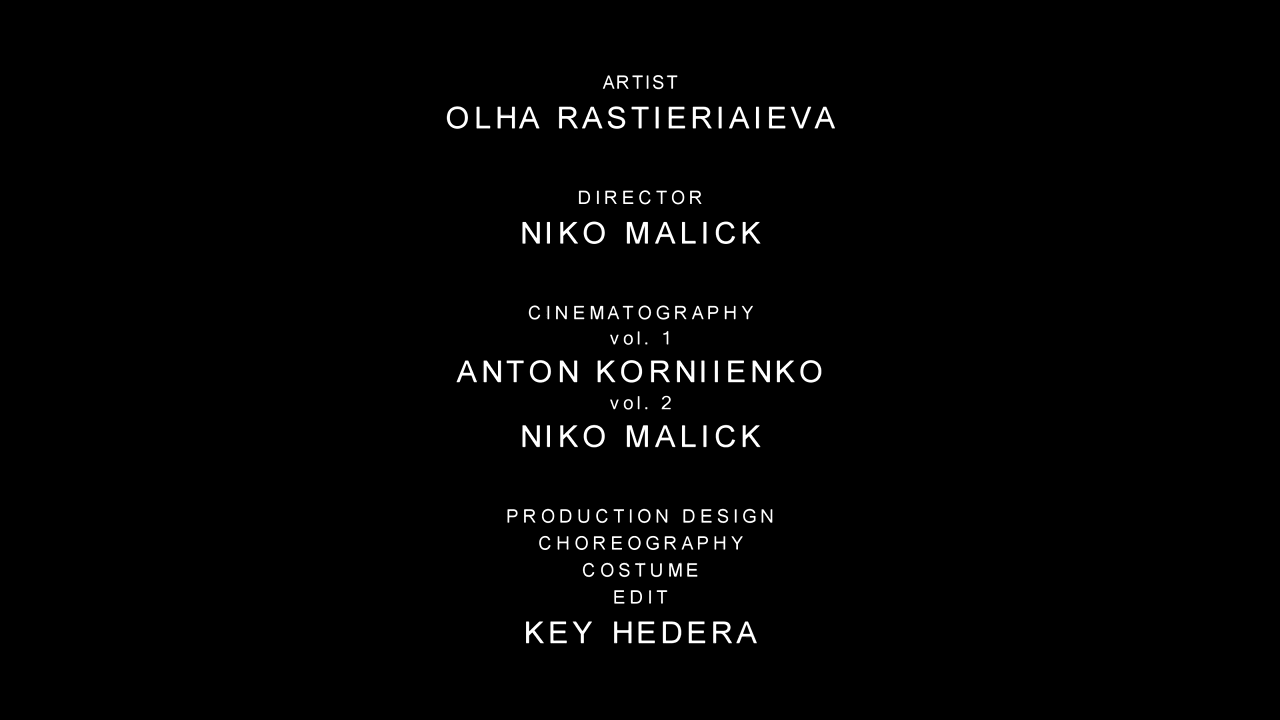 ARTIST
OLHA RASTIERIAIEVA
DIRECTOR
NIKO MALICK
CINEMATOGRAPHY
vol. 1
ANTON KORNIIENKO
vol. 2
NIKO MALICK
PRODUCTION DESIGN
CHOREOGRAPHY
COSTUME
EDIT
KEY HEDERA